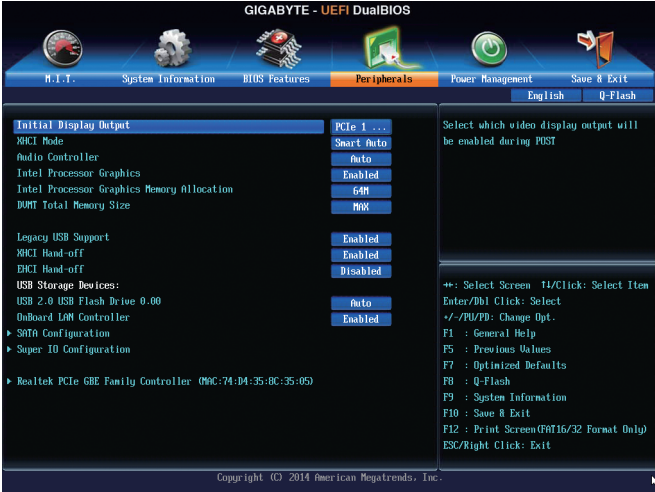 GIGABYTE - UEFI DualBIOS
M.I.T. System Information BIOS Features Peripherals Power Management Save & Exit
English Q-Flash
Initial Display Output PCIe 1 ...
XHCI Mode Smart Auto
Audio Controller Auto
Intel Processor Graphics Enabled
Intel Processor Graphics Memory Allocation 64M
DVMT Total Memory Size MAX
Legacy USB Support Enabled
XHCI Hand-off Enabled
EHCI Hand-off Disabled
USB Storage Devices:
USB 2.0 USB Flash Drive 0.00 Auto
OnBoard LAN Controller Enabled
SATA Configuration
Super IO Configuration
Realtek PCIe GBE Family Controller (MAC:74:D4:35:8C:35:05)
Select which video display output will
be enabled during POST
→←: Select Screen ↑↓/Click: Select Item
Enter/Dbl Click: Select
+/-/PU/PD: Change Opt.
F1 : General Help
F5 : Previous Values
F7 : Optimized Defaults
F8 : Q-Flash
F9 : System Information
F10 : Save & Exit
F12 : Print Screen(FAT16/32 Format Only)
ESC/Right Click: Exit
Copyright (C) 2014 American Megatrends, Inc.